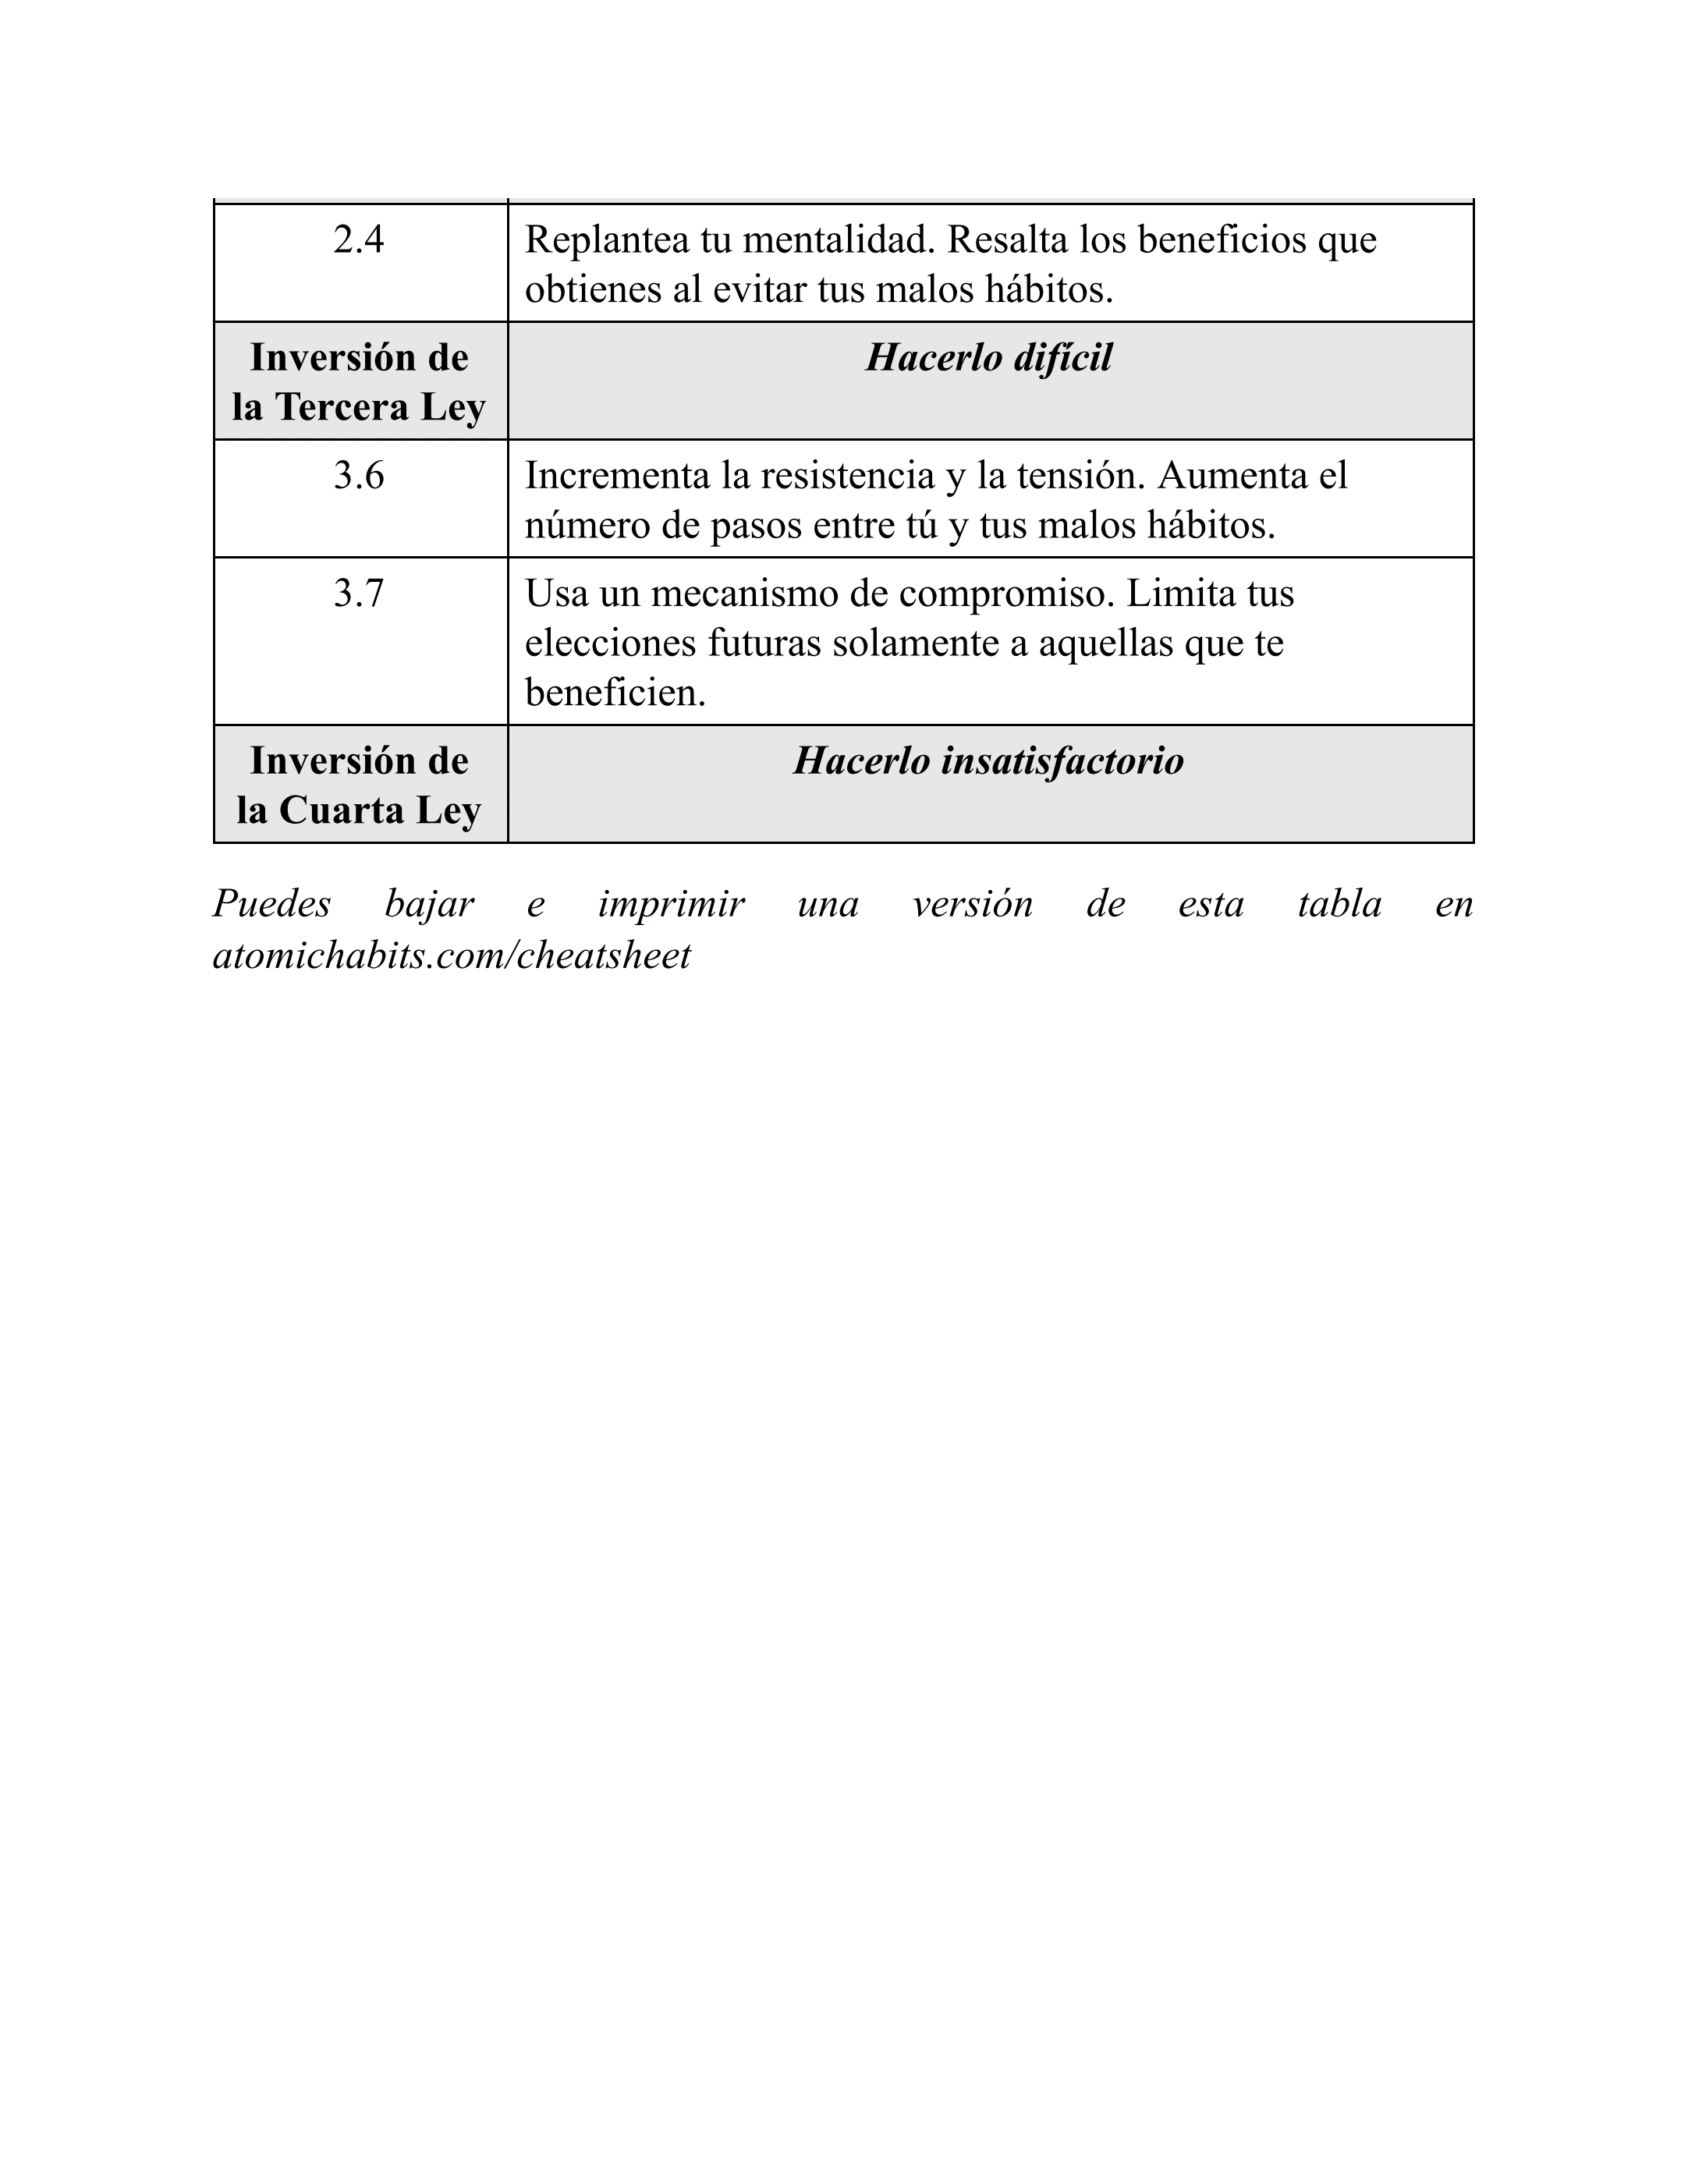 2.4
Replantea tu mentalidad. Resalta los beneficios que
obtienes al evitar tus malos hábitos.
Inversión de
la Tercera Ley
Hacerlo difícil
3.6
Incrementa la resistencia y la tensión. Aumenta el
número de pasos entre tú y tus malos hábitos.
3.7
Usa un mecanismo de compromiso. Limita tus
elecciones futuras solamente a aquellas que te
beneficien.
Inversión de
la Cuarta Ley
Hacerlo insatisfactorio
Puedes bajar e imprimir una versión de esta tabla en
atomichabits.com/cheatsheet